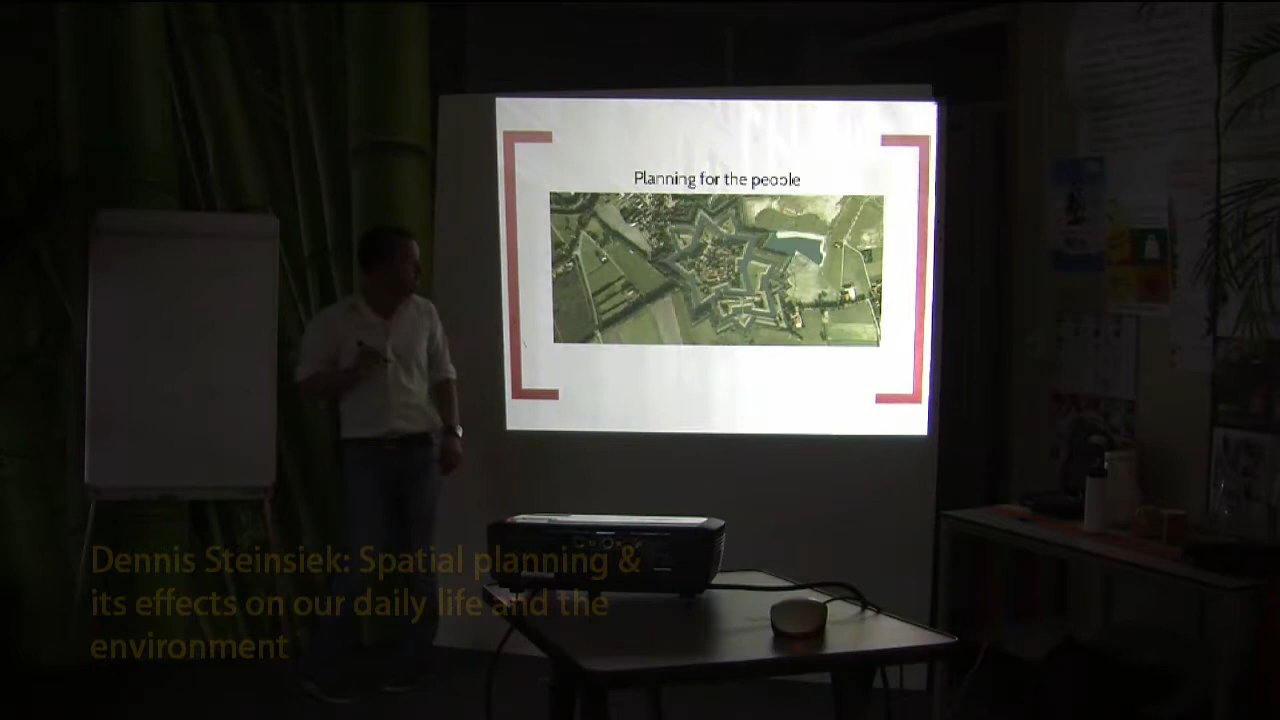 Planning for the people
Dennis Steinsiek: Spatial planning &
its effects on our daily life and the
environment